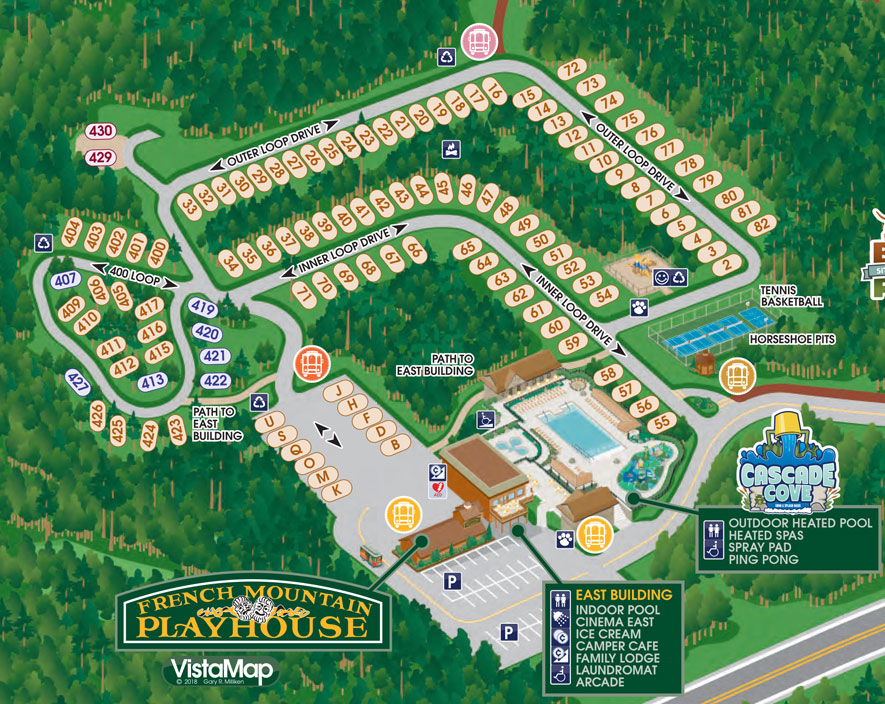 72
73
74
75
76
77
78
79
80
81
82
OUTER LOOP DRIVE
15
14
13
12
11
10
9
8
7
6
5
4
3
2
OUTER LOOP DRIVE
33
32
31
30
29
28
27
26
25
24
23
22
21
20
19
18
17
16
430
429
34
35
36
37
38
39
40
41
42
43
44
45
46
47
48
49
50
51
52
53
54
INNER LOOP DRIVE
71
70
69
68
67
66
65
64
63
62
61
60
59
INNER LOOP DRIVE
58
57
56
55
404
403
402
401
400
400 LOOP
407
406
405
409
410
411
412
417
416
415
413
419
420
421
422
427
426
425
424
423
PATH TO
EAST
BUILDING
PATH TO
EAST BUILDING
TENNIS
BASKETBALL
HORSESHOE PITS
J
H
F
D
B
U
S
Q
O
M
K
AED
P
P
CASCADE
COVE
OUTDOOR HEATED POOL
HEATED SPAS
SPRAY PAD
PING PONG
EAST BUILDING
INDOOR POOL
CINEMA EAST
ICE CREAM
CAMPER CAFE
FAMILY LODGE
LAUNDROMAT
ARCADE
FRENCH MOUNTAIN
PLAYHOUSE
VistaMap
© 2018 Gary R. Milliken